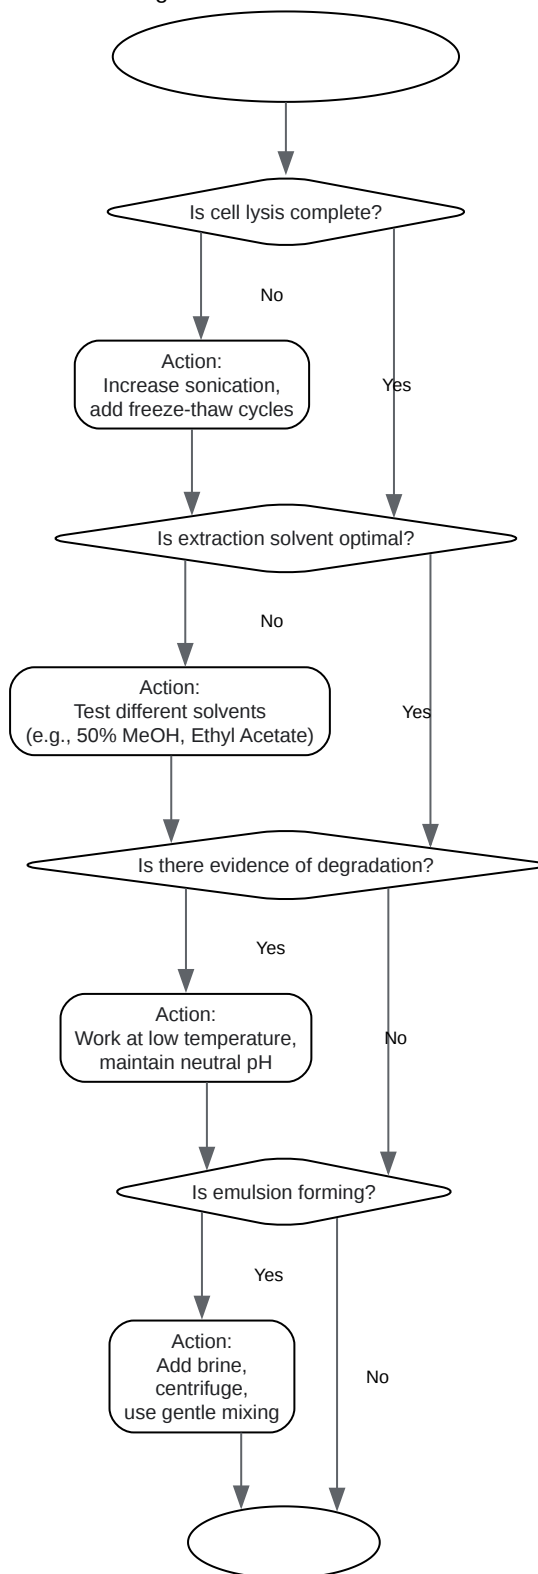 Is cell lysis complete?
No
Action:
Increase sonication,
add freeze-thaw cycles
Yes
Is extraction solvent optimal?
No
Action:
Test different solvents
(e.g., 50% MeOH, Ethyl Acetate)
Yes
Is there evidence of degradation?
Yes
Action:
Work at low temperature,
maintain neutral pH
No
Is emulsion forming?
Yes
Action:
Add brine,
centrifuge,
use gentle mixing
No